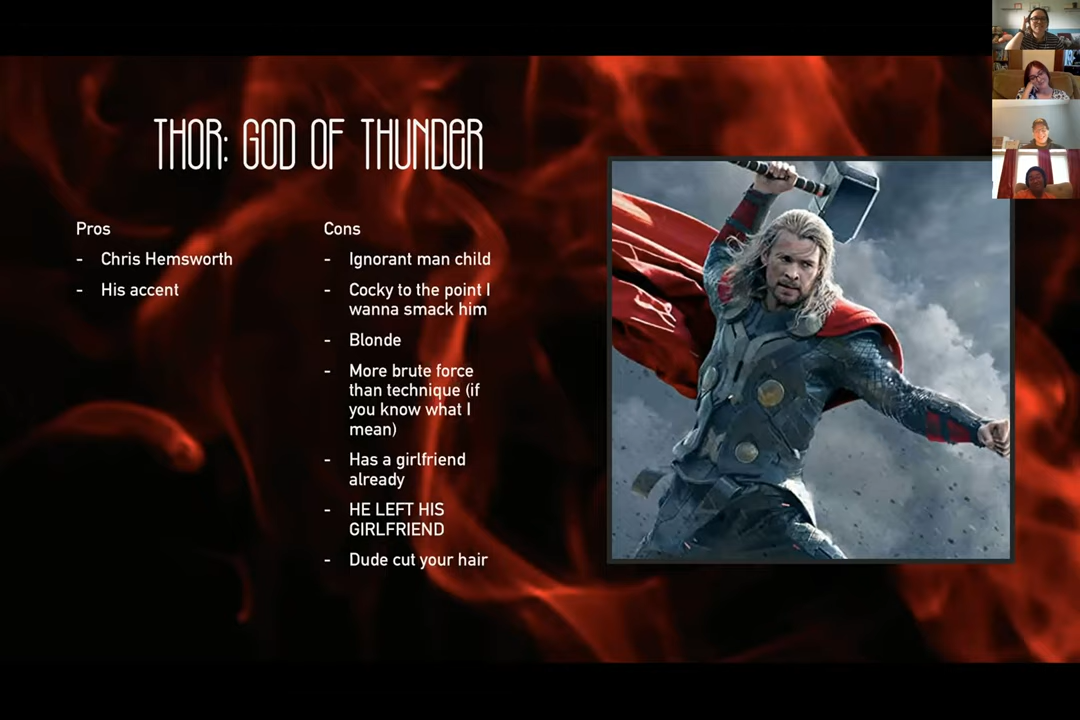 THOR: GOD OF THUNDER
Pros
- Chris Hemsworth
- His accent
Cons
- Ignorant man child
- Cocky to the point I
wanna smack him
- Blonde
- More brute force
than technique (if
you know what I
mean)
- Has a girlfriend
already
- HE LEFT HIS
GIRLFRIEND
- Dude cut your hair